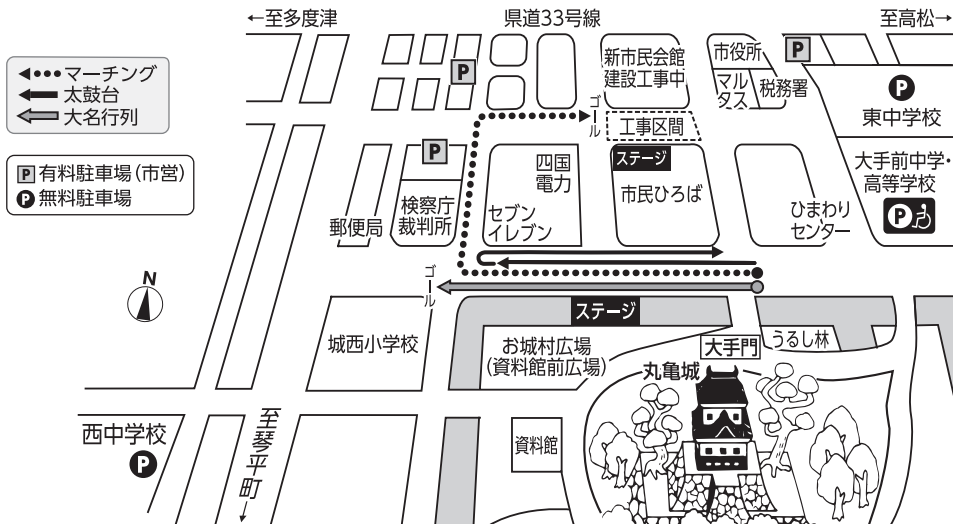 ←至多度津
県道33号線
至高松→
マーチング
太鼓台
大名行列
P 有料駐車場(市営)
P 無料駐車場
P
新市民会館
建設工事中
市役所
マル
タス
税務署
P
P
東中学校
ゴール
工事区間
P
検察庁
裁判所
郵便局
四国
電力
セブン
イレブン
ステージ
市民ひろば
ひまわり
センター
大手前中学・
高等学校
P
ゴール
城西小学校
ステージ
お城村広場
(資料館前広場)
大手門
うるし林
丸亀城
資料館
西中学校
P
至琴平町→
N